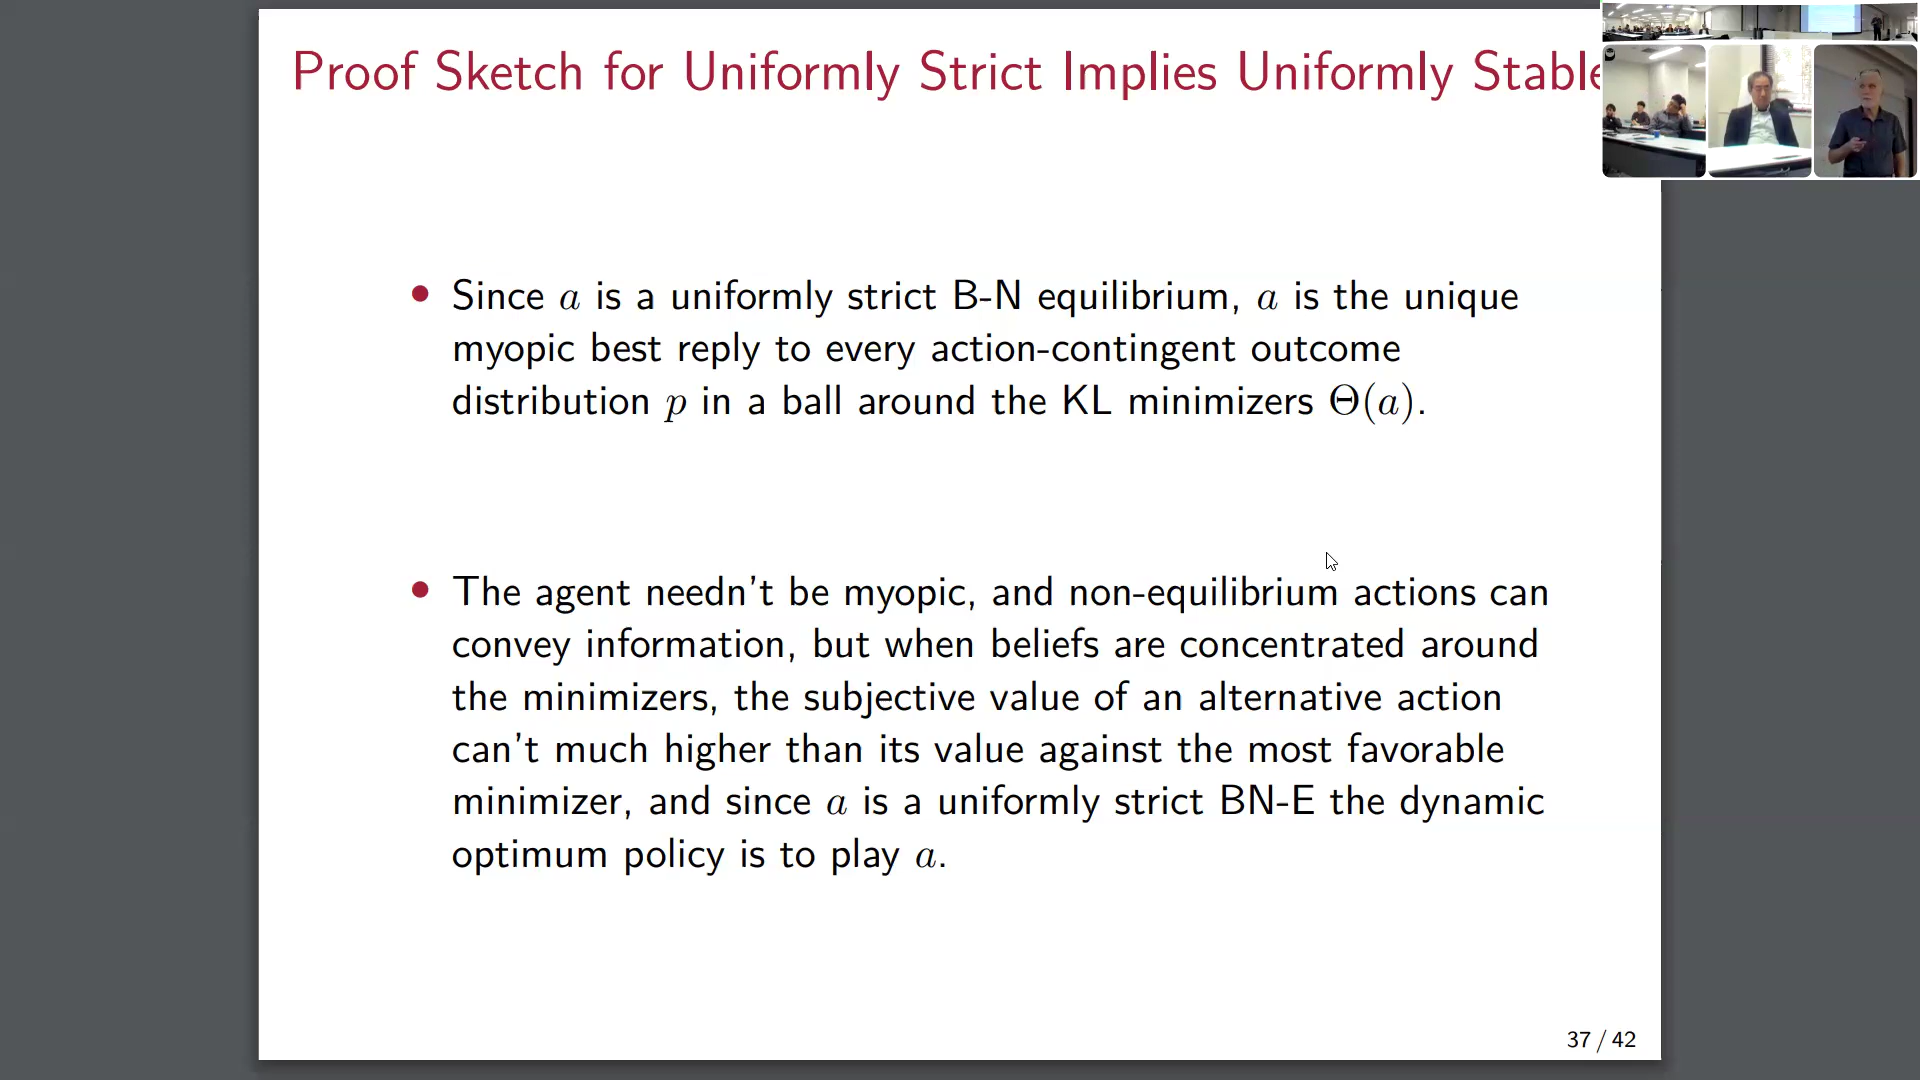 Proof Sketch for Uniformly Strict Implies Uniformly Stable
• Since a is a uniformly strict B-N equilibrium, a is the unique
myopic best reply to every action-contingent outcome
distribution p in a ball around the KL minimizers Θ(a).
• The agent needn't be myopic, and non-equilibrium actions can
convey information, but when beliefs are concentrated around
the minimizers, the subjective value of an alternative action
can't much higher than its value against the most favorable
minimizer, and since a is a uniformly strict BN-E the dynamic
optimum policy is to play a.
37 / 42